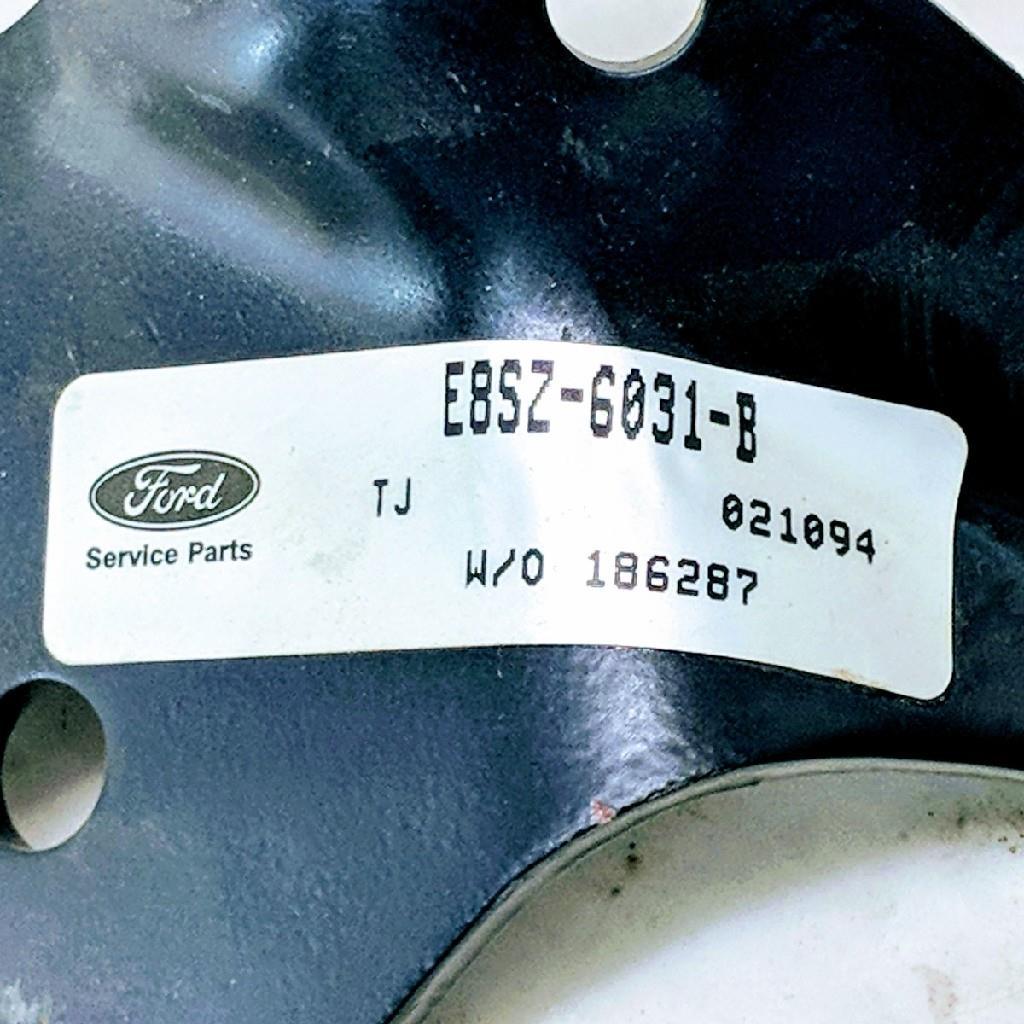 E8SZ-6031-B
Ford
TJ 021094
Service Parts
W/O 186287